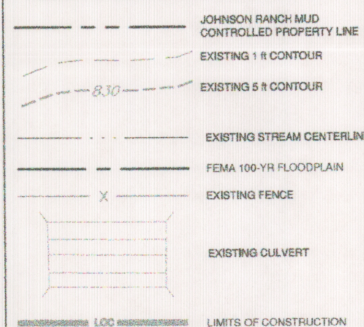 JOHNSON RANCH MUD
CONTROLLED PROPERTY LINE
EXISTING 1 ft CONTOUR
830
EXISTING 5 ft CONTOUR
EXISTING STREAM CENTERLIN
FEMA 100-YR FLOODPLAIN
X
EXISTING FENCE
EXISTING CULVERT
LOC
LIMITS OF CONSTRUCTION